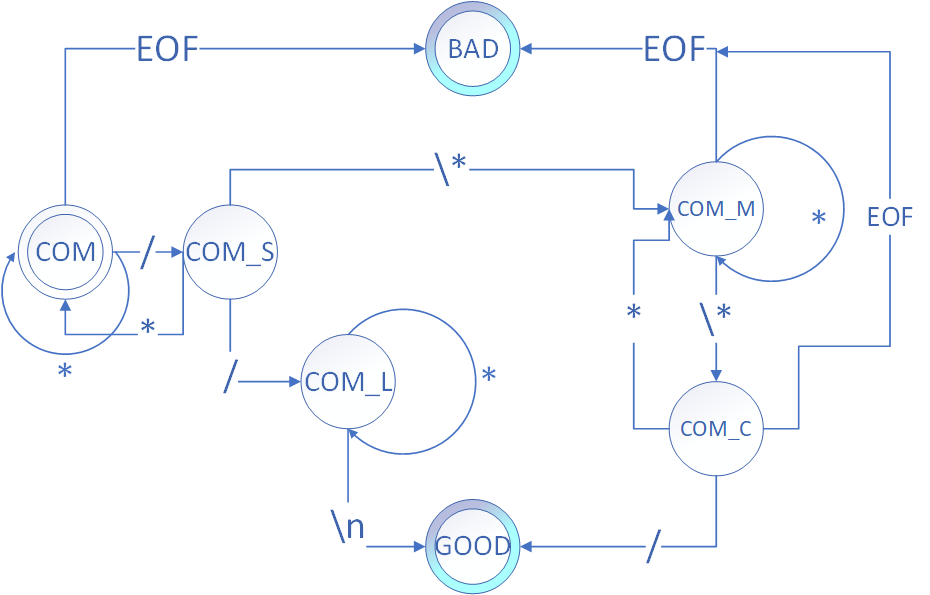 EOF
BAD
EOF
\*
COM_M
*
EOF
COM
/
COM_S
*
*
*
\*
/
COM_L
*
COM_C
\n
GOOD
/